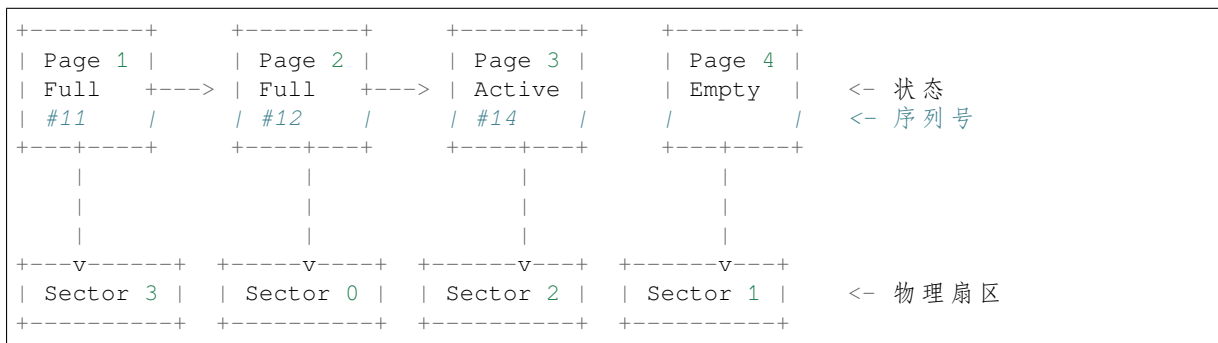 +--------+ +--------+ +--------+ +--------+
| Page 1 | | Page 2 | | Page 3 | | Page 4 |
| Full +---> | Full +---> | Active | | Empty | <- 状态
| #11 | | #12 | | #14 | | | <- 序列号
+---+----+ +----+---+ +----+---+ +---+----+
| | | |
| | | |
| | | |
+---v------+ +-----v----+ +------v---+ +------v---+
| Sector 3 | | Sector 0 | | Sector 2 | | Sector 1 | <- 物理扇区
+----------+ +----------+ +----------+ +----------+